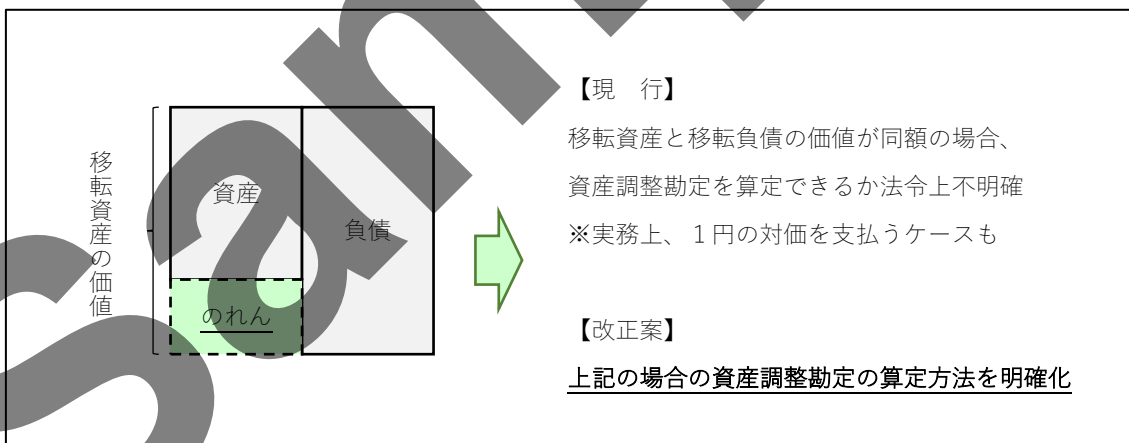 移転資産の価値
資産
負債
のれん
【現　行】
移転資産と移転負債の価値が同額の場合、
資産調整勘定を算定できるか法令上不明確
※実務上、１円の対価を支払うケースも
【改正案】
上記の場合の資産調整勘定の算定方法を明確化